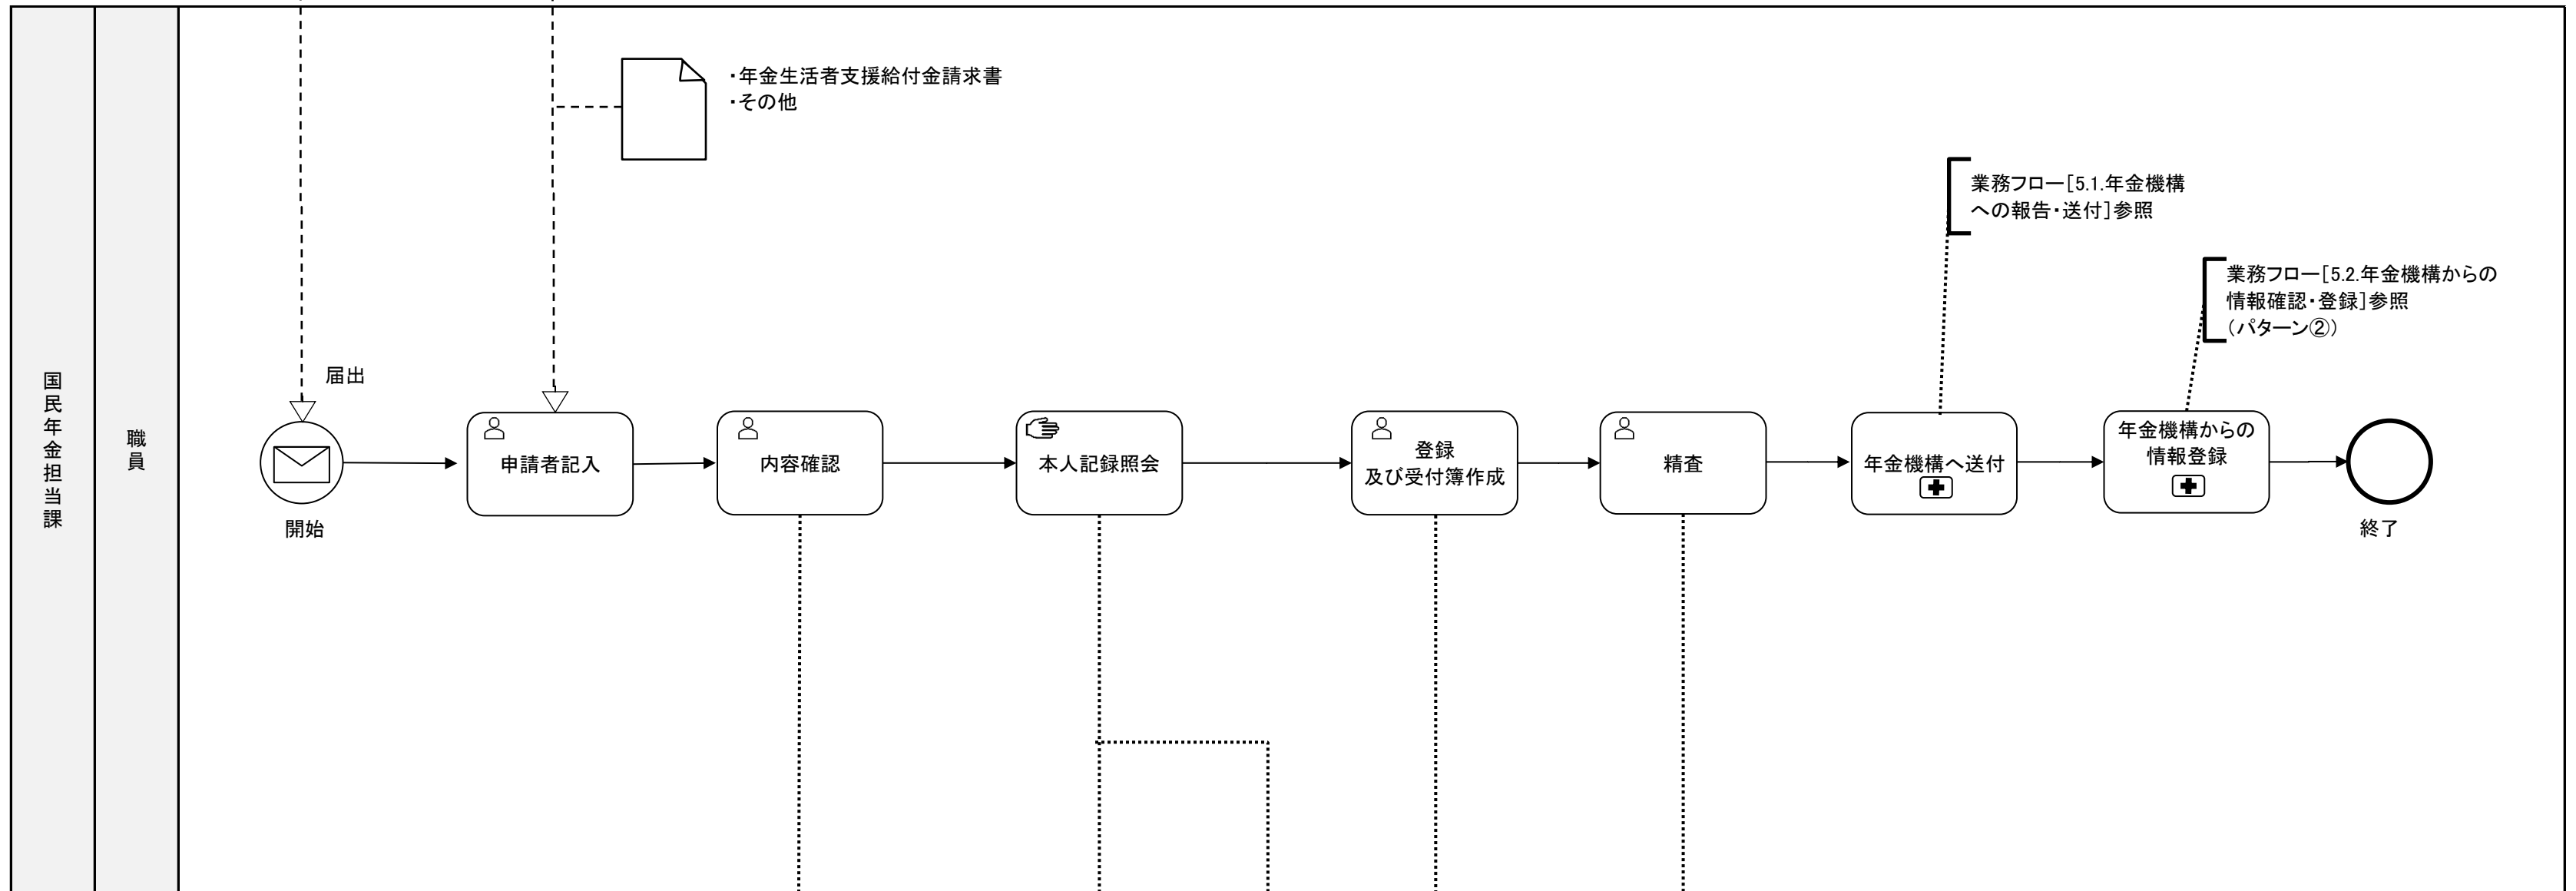 ・年金生活者支援給付金請求書
・その他
業務フロー[5.1.年金機構
への報告・送付]参照
業務フロー[5.2.年金機構からの
情報確認・登録]参照
（パターン②）
国民年金担当課
職員
届出
開始
申請者記入
内容確認
本人記録照会
登録
及び受付簿作成
精査
年金機構へ送付
年金機構からの
情報登録
終了